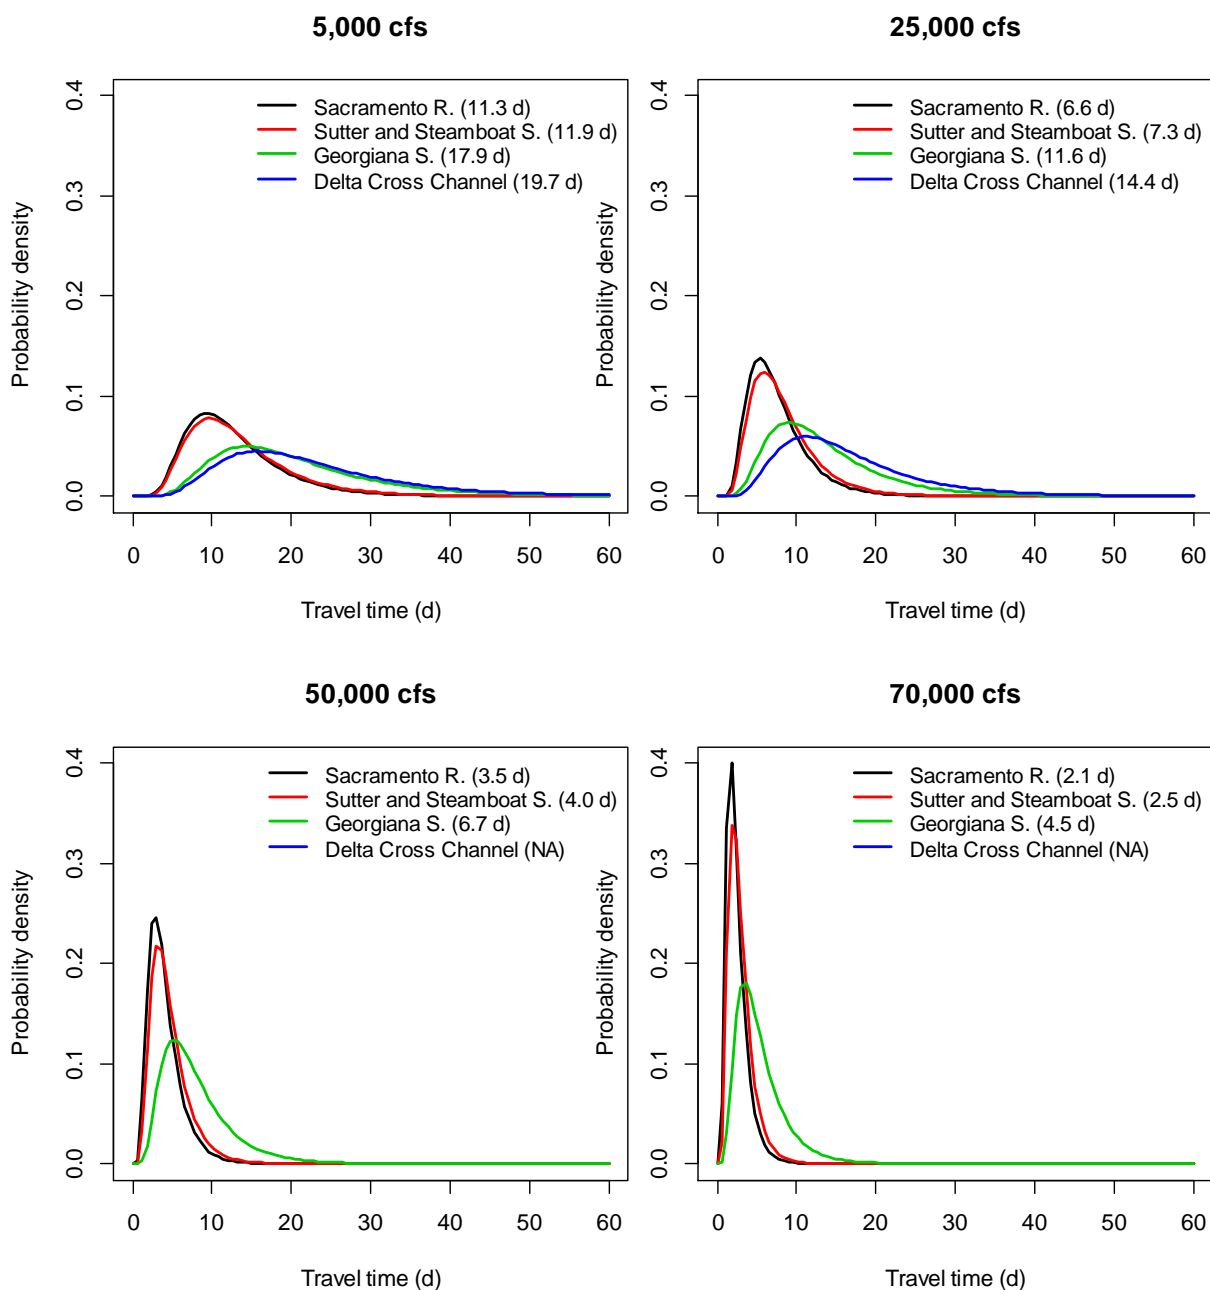 5,000 cfs
0.4
0.3
0.2
0.1
0.0
Probability density
Sacramento R. (11.3 d)
Sutter and Steamboat S. (11.9 d)
Georgiana S. (17.9 d)
Delta Cross Channel (19.7 d)
0 10 20 30 40 50 60
Travel time (d)
25,000 cfs
0.4
0.3
0.2
0.1
0.0
Probability density
Sacramento R. (6.6 d)
Sutter and Steamboat S. (7.3 d)
Georgiana S. (11.6 d)
Delta Cross Channel (14.4 d)
0 10 20 30 40 50 60
Travel time (d)
50,000 cfs
0.4
0.3
0.2
0.1
0.0
Probability density
Sacramento R. (3.5 d)
Sutter and Steamboat S. (4.0 d)
Georgiana S. (6.7 d)
Delta Cross Channel (NA)
0 10 20 30 40 50 60
Travel time (d)
70,000 cfs
0.4
0.3
0.2
0.1
0.0
Probability density
Sacramento R. (2.1 d)
Sutter and Steamboat S. (2.5 d)
Georgiana S. (4.5 d)
Delta Cross Channel (NA)
0 10 20 30 40 50 60
Travel time (d)